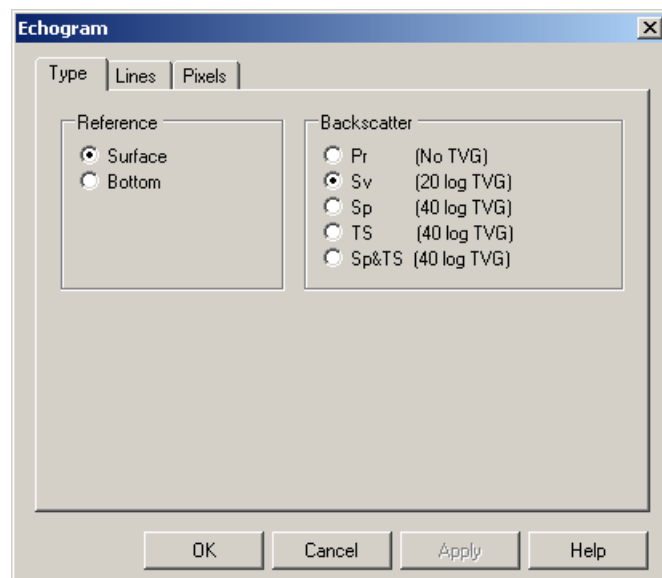 Echogram
Type Lines Pixels
Reference
Surface
Bottom
Backscatter
Pr (No TVG)
Sv (20 log TVG)
Sp (40 log TVG)
TS (40 log TVG)
Sp&TS (40 log TVG)
OK Cancel Apply Help